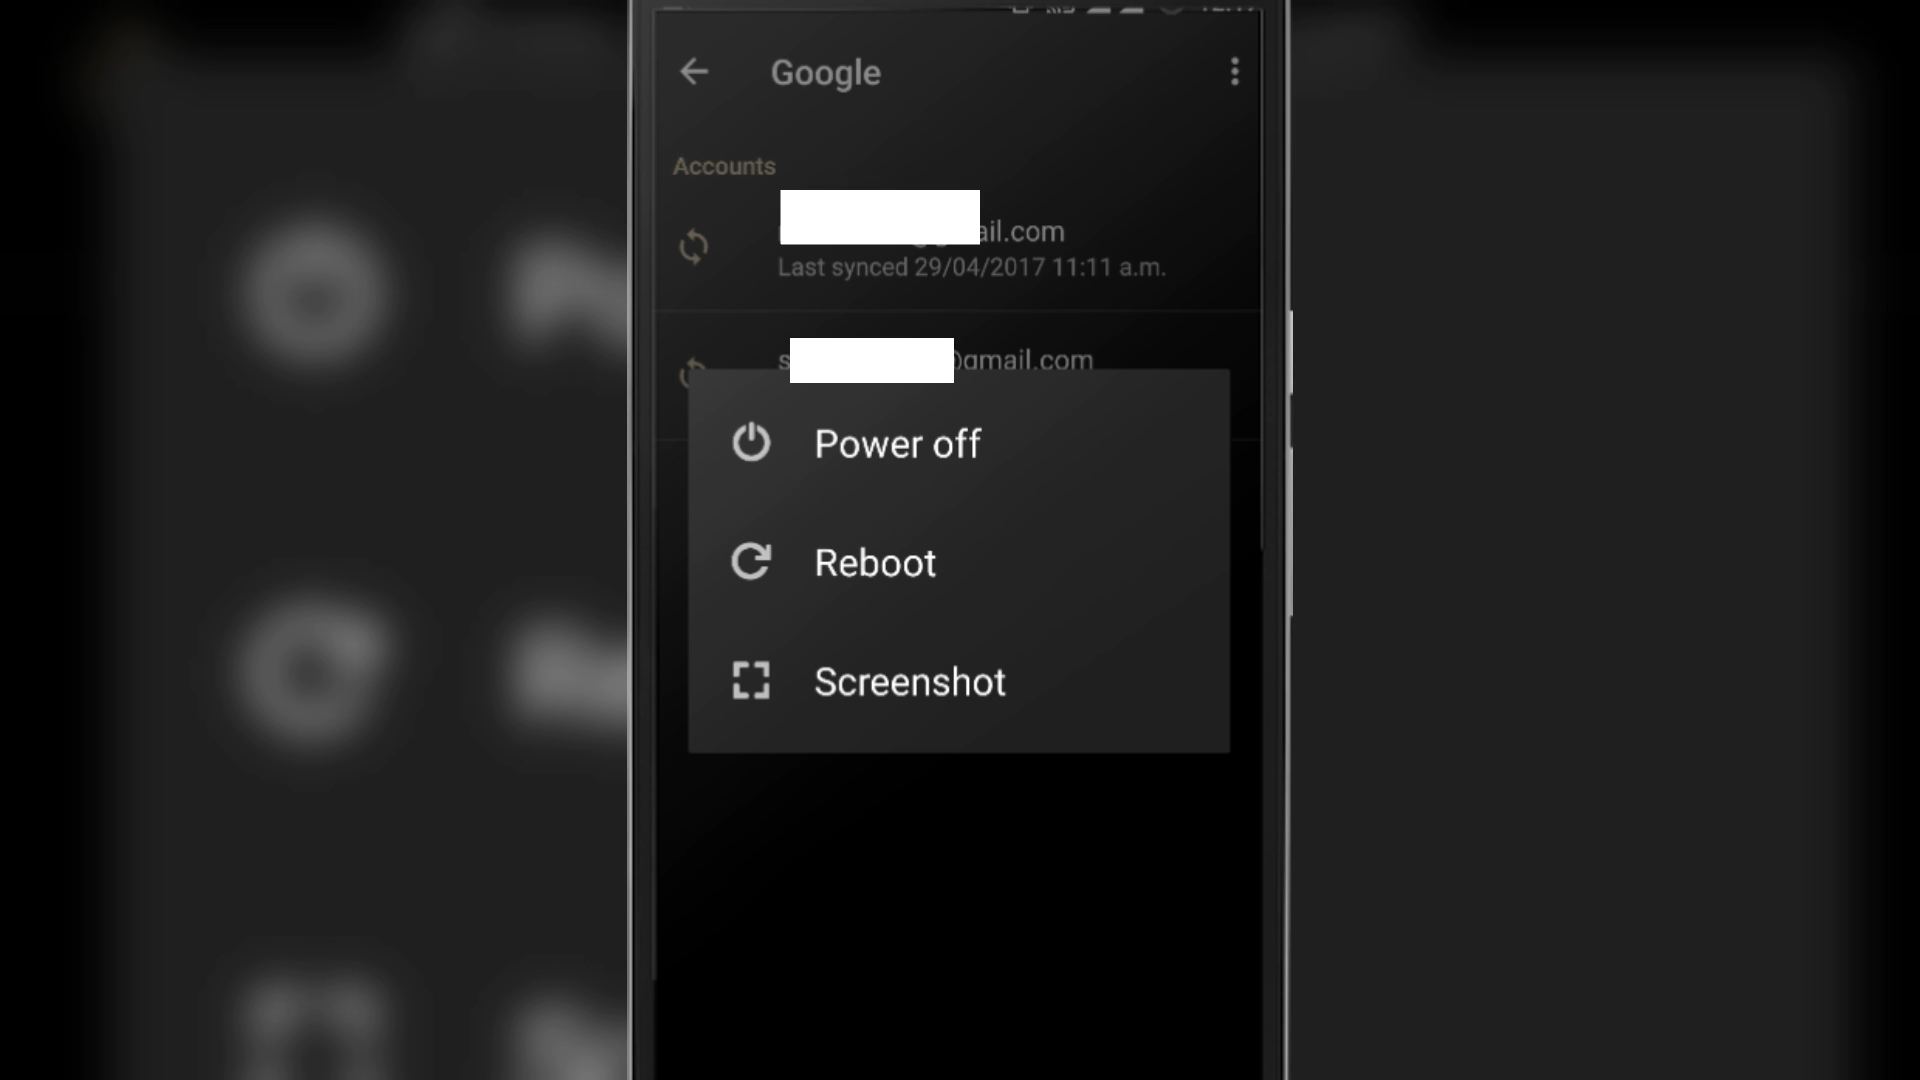 Google
Accounts
ail.com
Last synced 29/04/2017 11:11 a.m.
s @gmail.com
Power off
Reboot
Screenshot